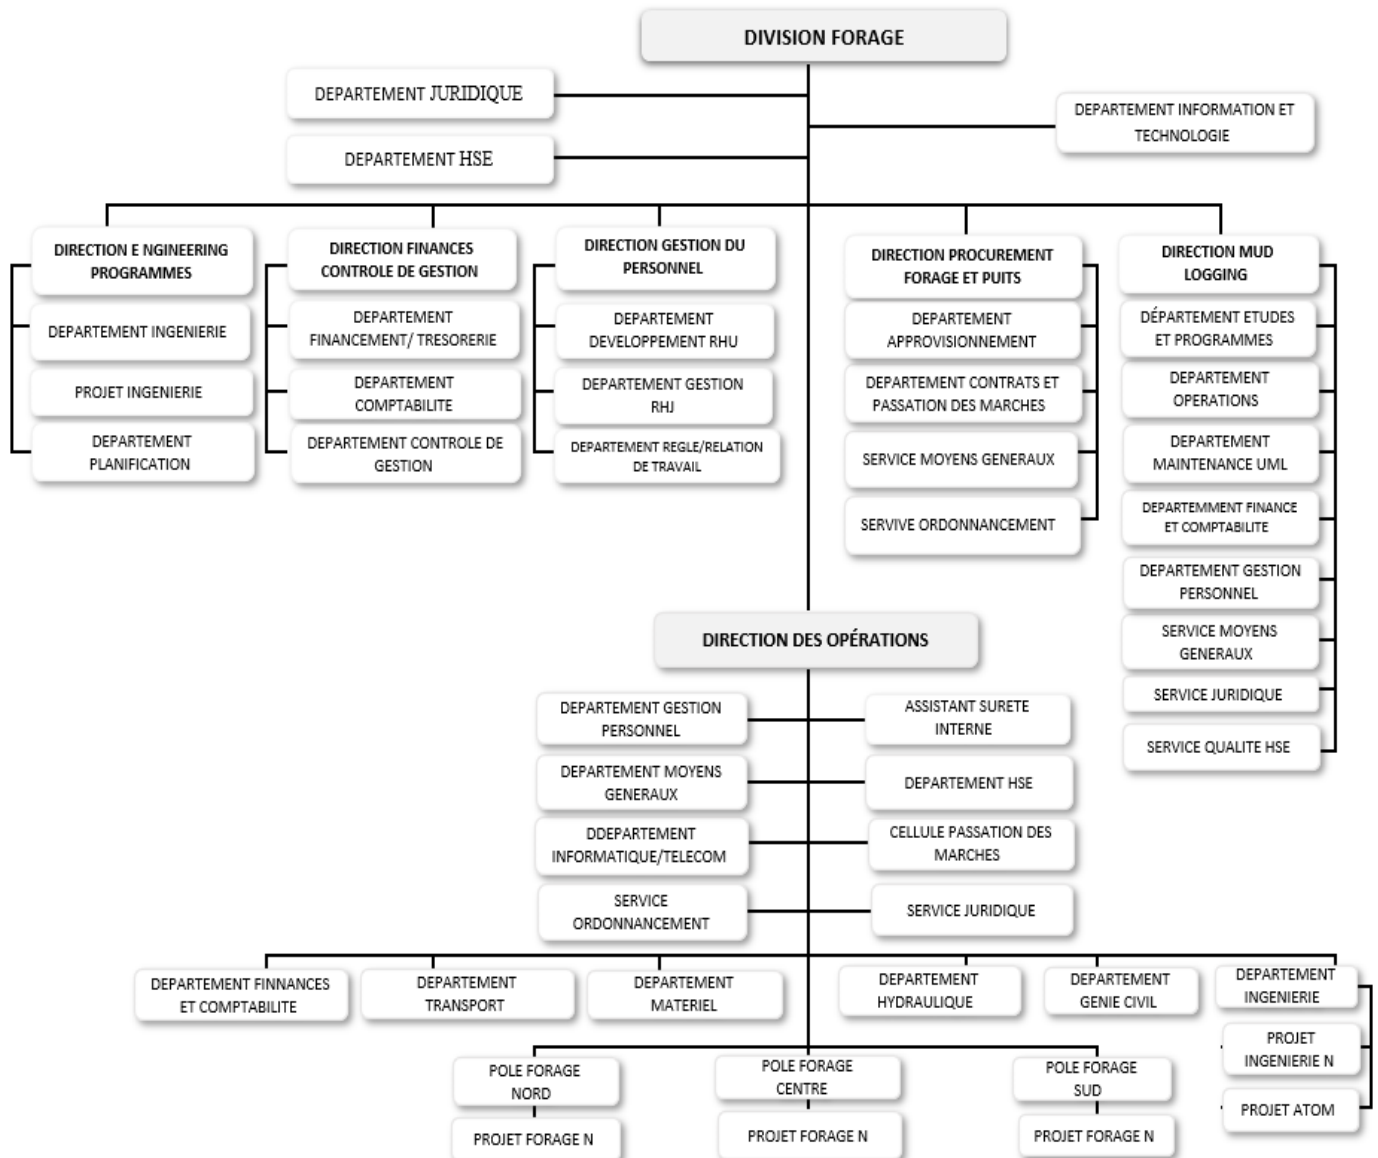 DIVISION FORAGE
DEPARTEMENT JURIDIQUE
DEPARTEMENT INFORMATION ET
TECHNOLOGIE
DEPARTEMENT HSE
DIRECTION E NGINEERING
PROGRAMMES
DEPARTEMENT INGENIERIE
PROJET INGENIERIE
DEPARTEMENT
PLANIFICATION
DIRECTION FINANCES
CONTROLE DE GESTION
DEPARTEMENT
FINANCEMENT/ TRESORERIE
DEPARTEMENT
COMPTABILITE
DEPARTEMENT CONTROLE DE
GESTION
DIRECTION GESTION DU
PERSONNEL
DEPARTEMENT
DEVELOPPEMENT RHU
DEPARTEMENT GESTION
RHJ
DEPARTEMENT REGLE/RELATION
DE TRAVAIL
DIRECTION PROCUREMENT
FORAGE ET PUITS
DEPARTEMENT
APPROVISIONNEMENT
DEPARTEMENT CONTRATS ET
PASSATION DES MARCHES
SERVICE MOYENS GENERAUX
SERVIVE ORDONNANCEMENT
DIRECTION MUD
LOGGING
DÉPARTEMENT ETUDES
ET PROGRAMMES
DEPARTEMENT
OPERATIONS
DEPARTEMENT
MAINTENANCE UML
DEPARTEMMENT FINANCE
ET COMPTABILITE
DEPARTEMENT GESTION
PERSONNEL
SERVICE MOYENS
GENERAUX
SERVICE JURIDIQUE
SERVICE QUALITE HSE
DIRECTION DES OPÉRATIONS
DEPARTEMENT GESTION
PERSONNEL
ASSISTANT SURETE
INTERNE
DEPARTEMENT MOYENS
GENERAUX
DEPARTEMENT HSE
DDEPARTEMENT
INFORMATIQUE/TELECOM
CELLULE PASSATION DES
MARCHES
SERVICE
ORDONNANCEMENT
SERVICE JURIDIQUE
DEPARTEMENT FINNANCES
ET COMPTABILITE
DEPARTEMENT
TRANSPORT
DEPARTEMENT
MATERIEL
DEPARTEMENT
HYDRAULIQUE
DEPARTEMENT
GENIE CIVIL
DEPARTEMENT
INGENIERIE
PROJET
INGENIERIE N
PROJET ATOM
POLE FORAGE
NORD
PROJET FORAGE N
POLE FORAGE
CENTRE
PROJET FORAGE N
POLE FORAGE
SUD
PROJET FORAGE N